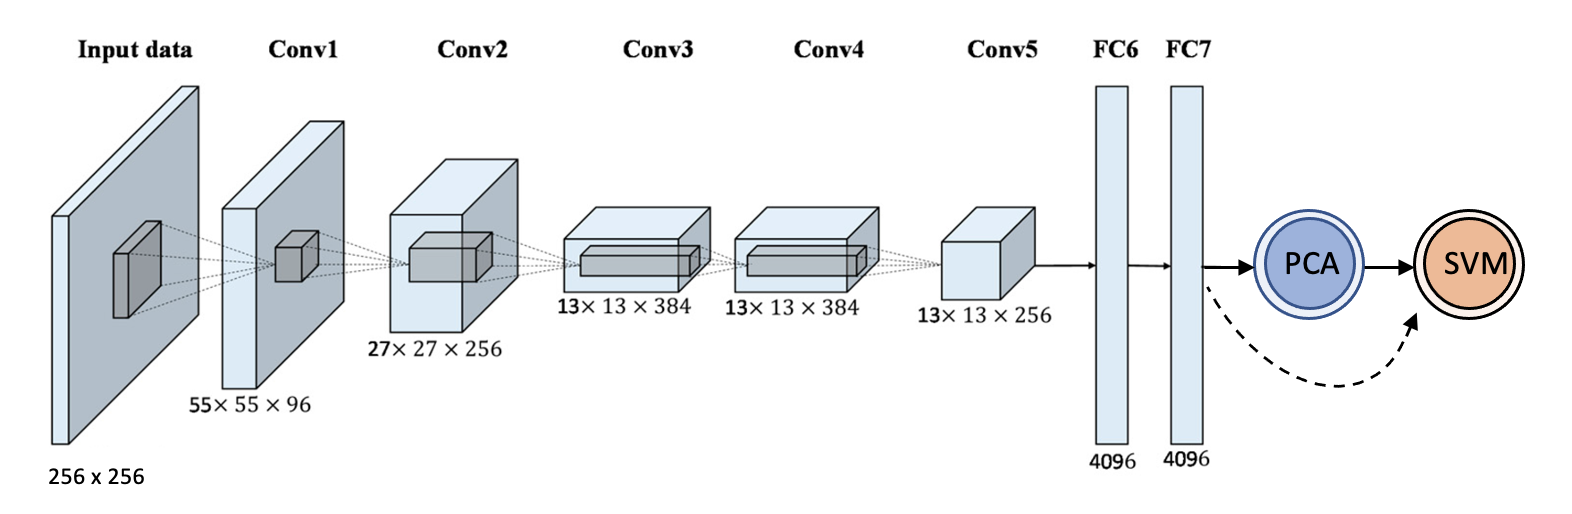 Input data
Conv1
Conv2
Conv3
Conv4
Conv5
FC6
FC7
PCA
SVM
13× 13 × 384
13× 13 × 384
13× 13 × 256
27× 27 × 256
55× 55 × 96
4096
4096
256 x 256